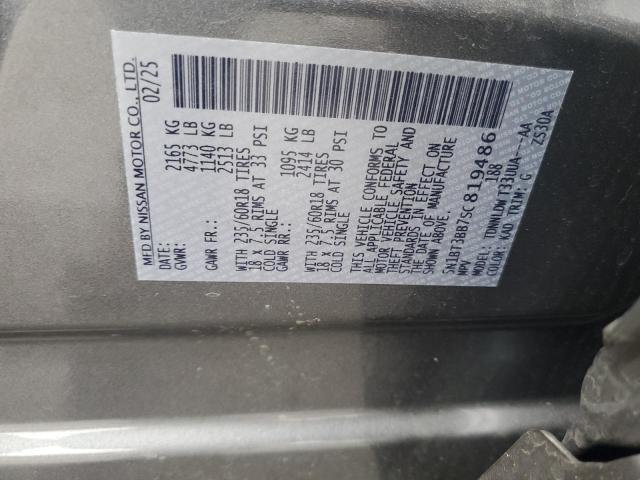 MFD BY NISSAN MOTOR CO., LTD.
DATE: 02/25
GVWR: 2165 KG
4773 LB
GAWR FR.: 1140 KG
2513 LB
WITH 235/60R18 TIRES
18 x 7.5 RIMS AT 33 PSI
COLD SINGLE
GAWR RR.: 1095 KG
2414 LB
WITH 235/60R18 TIRES
18 x 7.5 RIMS AT 30 PSI
COLD SINGLE
THIS VEHICLE CONFORMS TO
ALL APPLICABLE FEDERAL
MOTOR VEHICLE SAFETY AND
THEFT PREVENTION
STANDARDS IN EFFECT ON
THE DATE OF MANUFACTURE
SHOWN ABOVE.
5N1BT3BB7SC819486
MPV 188
MODEL: TDWNLDW T33UUA---AA
COLOR: KAD TRIM: G ZS30A